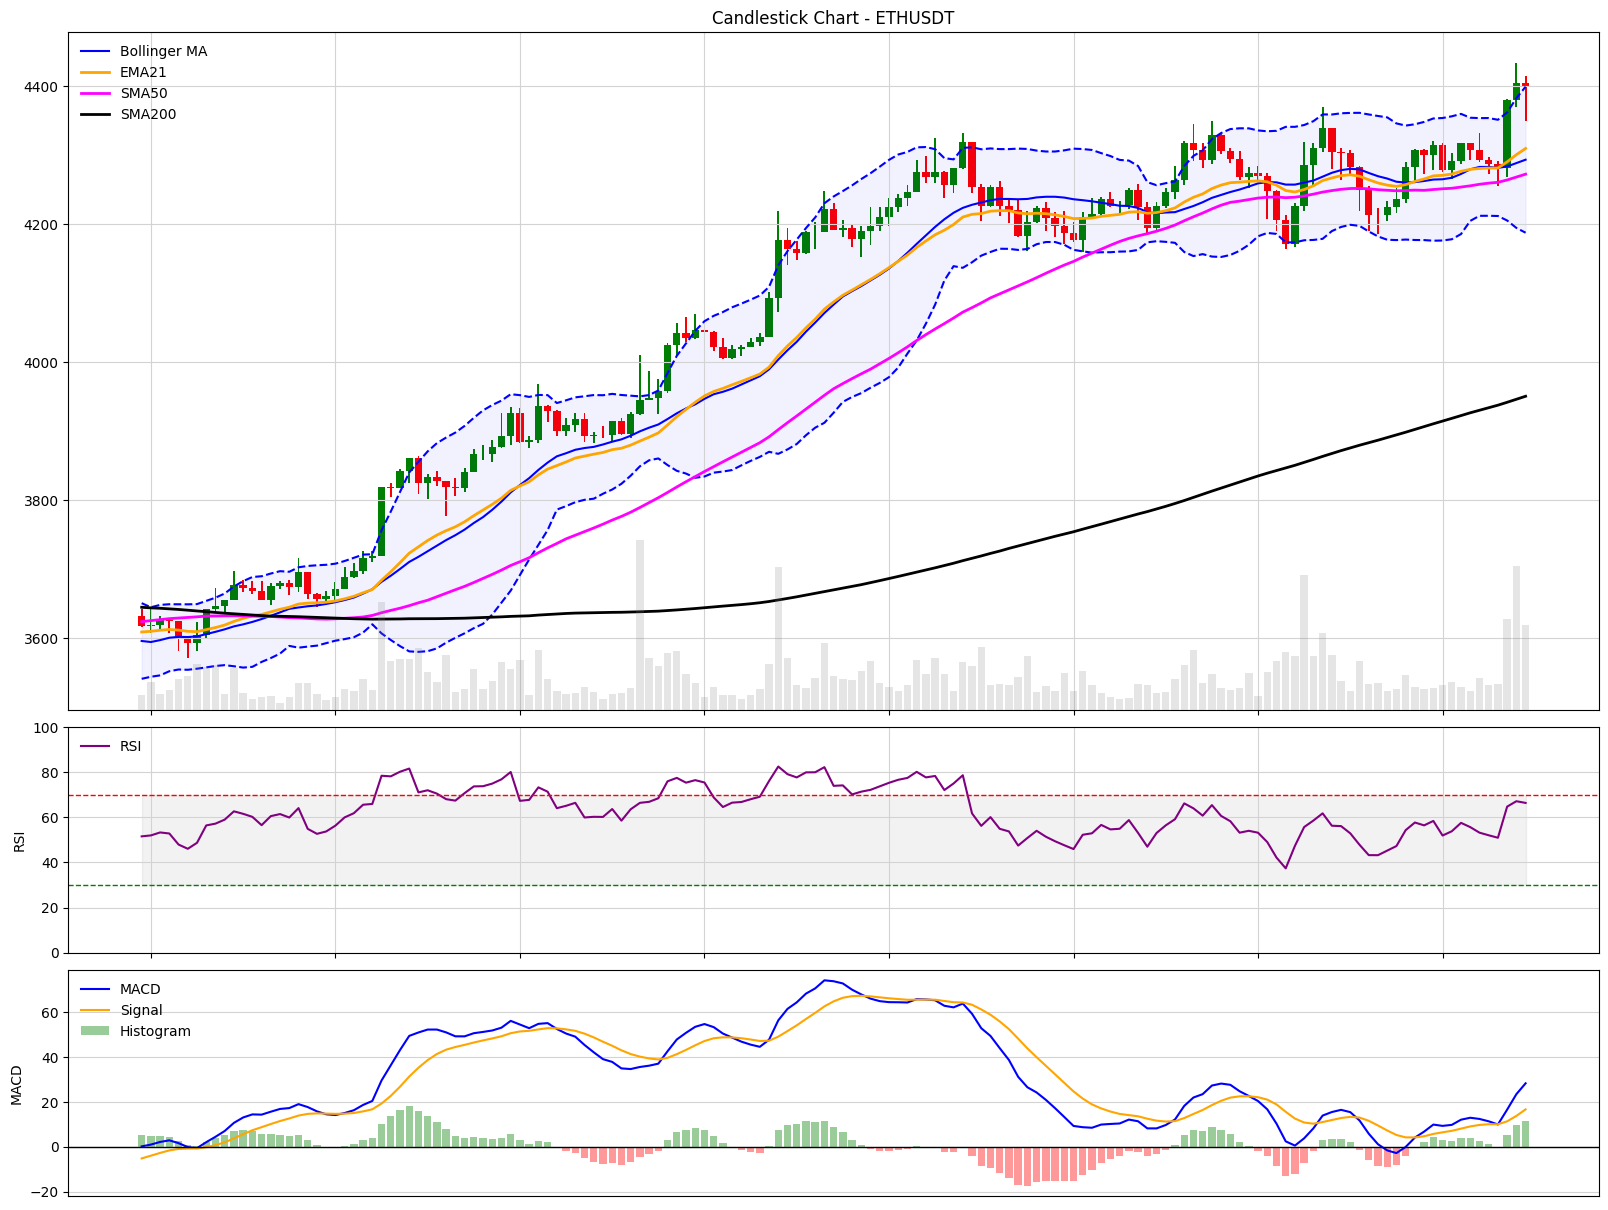 Candlestick Chart - ETHUSDT
Bollinger MA
EMA21
SMA50
SMA200
4400
4200
4000
3800
3600
RSI
100
80
60
40
20
0
RSI
MACD
Signal
Histogram
60
40
20
0
−20
MACD